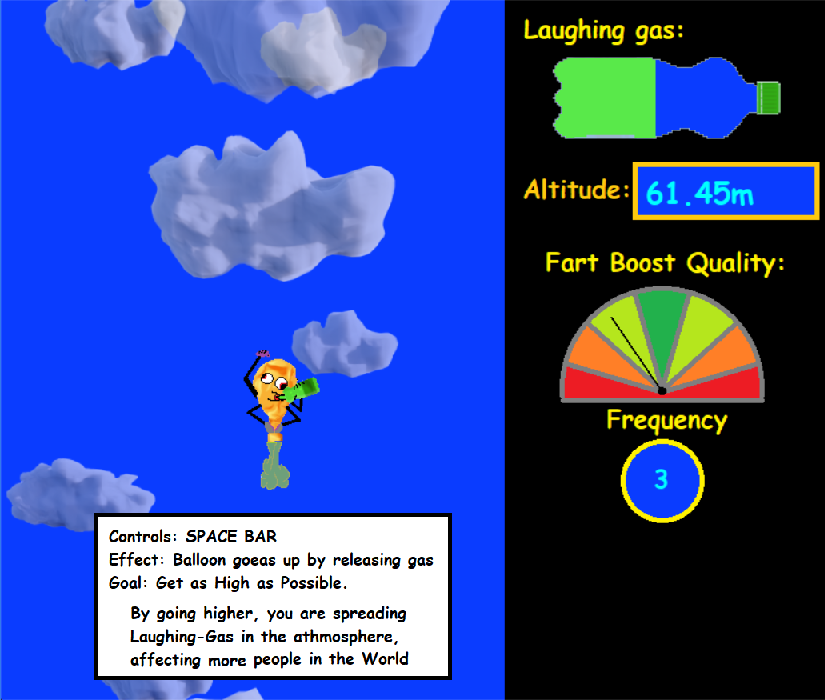 Laughing gas:
Altitude: 61.45m
Fart Boost Quality:
Frequency
3
Controls: SPACE BAR
Effect: Balloon goeas up by releasing gas
Goal: Get as High as Possible.
By going higher, you are spreading
Laughing-Gas in the athmosphere,
affecting more people in the World